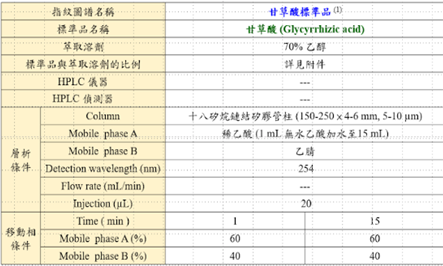 指紋圖譜名稱 甘草酸標準品 (1)
標準品名稱 甘草酸 (Glycyrrhizic acid)
萃取溶劑 70% 乙醇
標準品與萃取溶劑的比例 詳見附件
HPLC 儀器 ---
HPLC 偵測器 ---
層析條件
Column 十八矽烷鏈結矽膠管柱 (150-250 x 4-6 mm, 5-10 μm)
Mobile phase A 稀乙酸 (1 mL 無水乙酸加水至15 mL)
Mobile phase B 乙腈
Detection wavelength (nm) 254
Flow rate (mL/min) ---
Injection (μL) 20
移動相條件
Time ( min ) 1 15
Mobile phase A (%) 60 60
Mobile phase B (%) 40 40